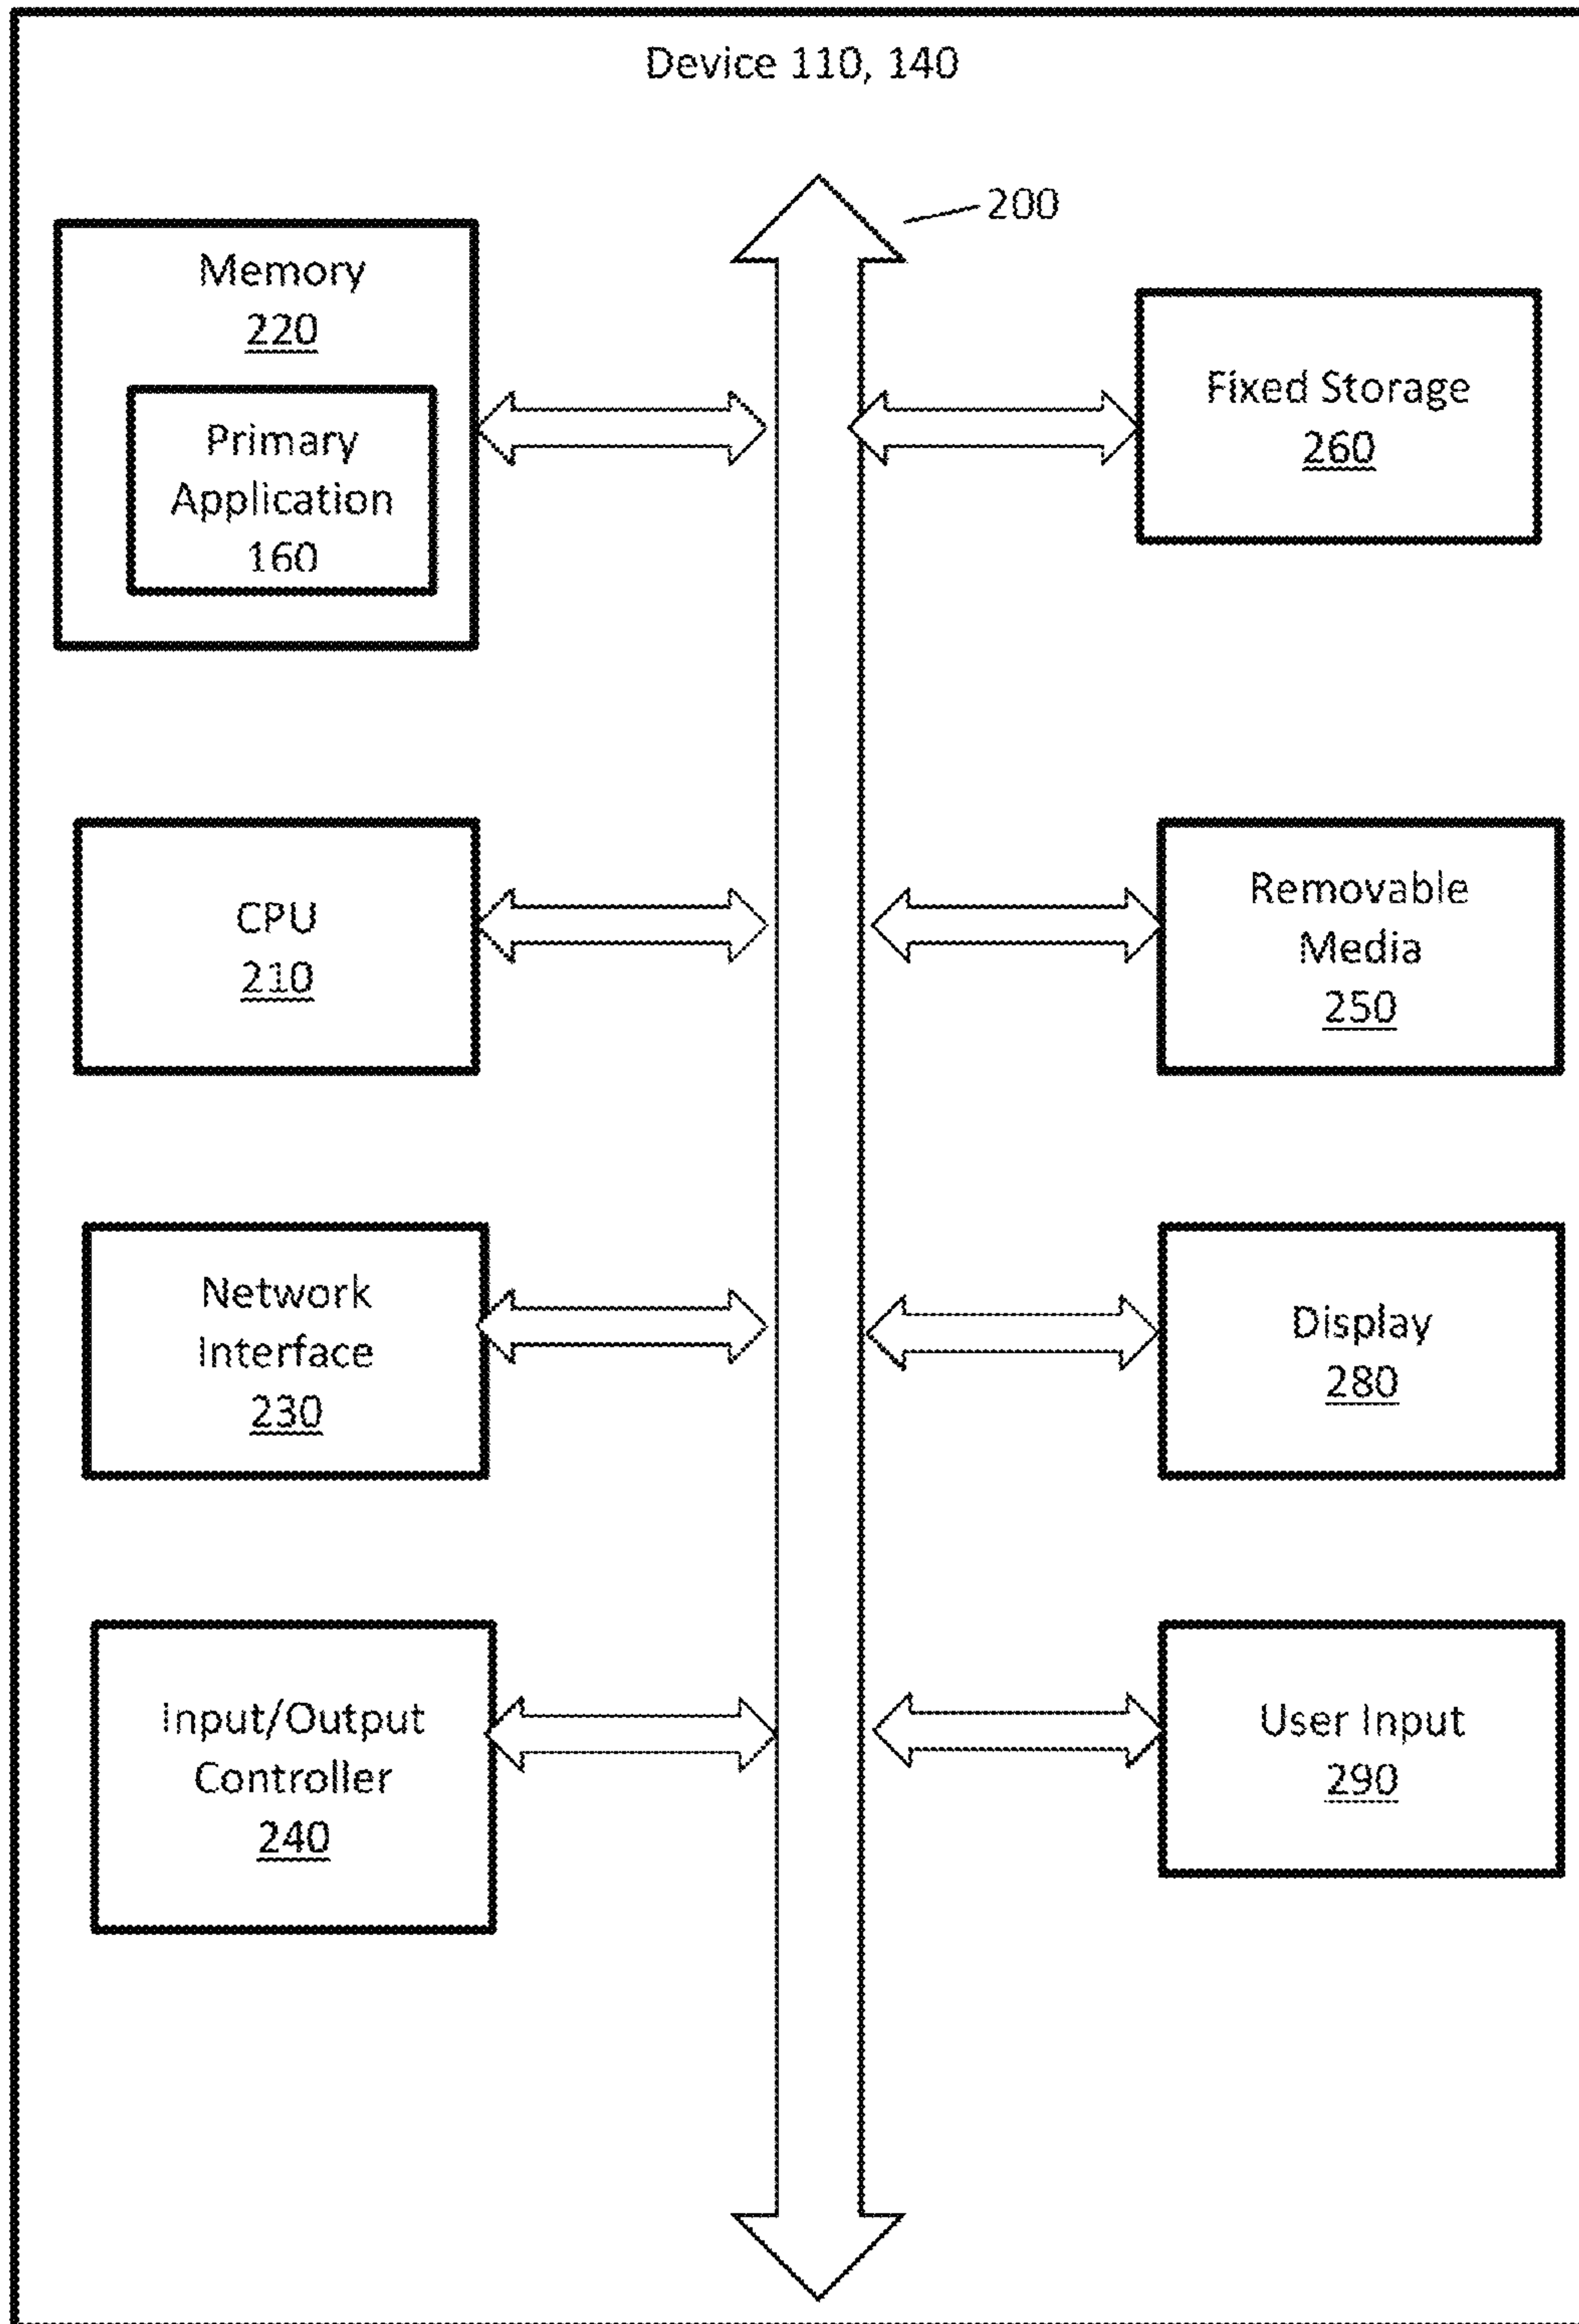 Device 110, 140
200
Memory
220
Primary
Application
160
Fixed Storage
260
CPU
210
Removable
Media
250
Network
Interface
230
Display
280
Input/Output
Controller
240
User Input
290